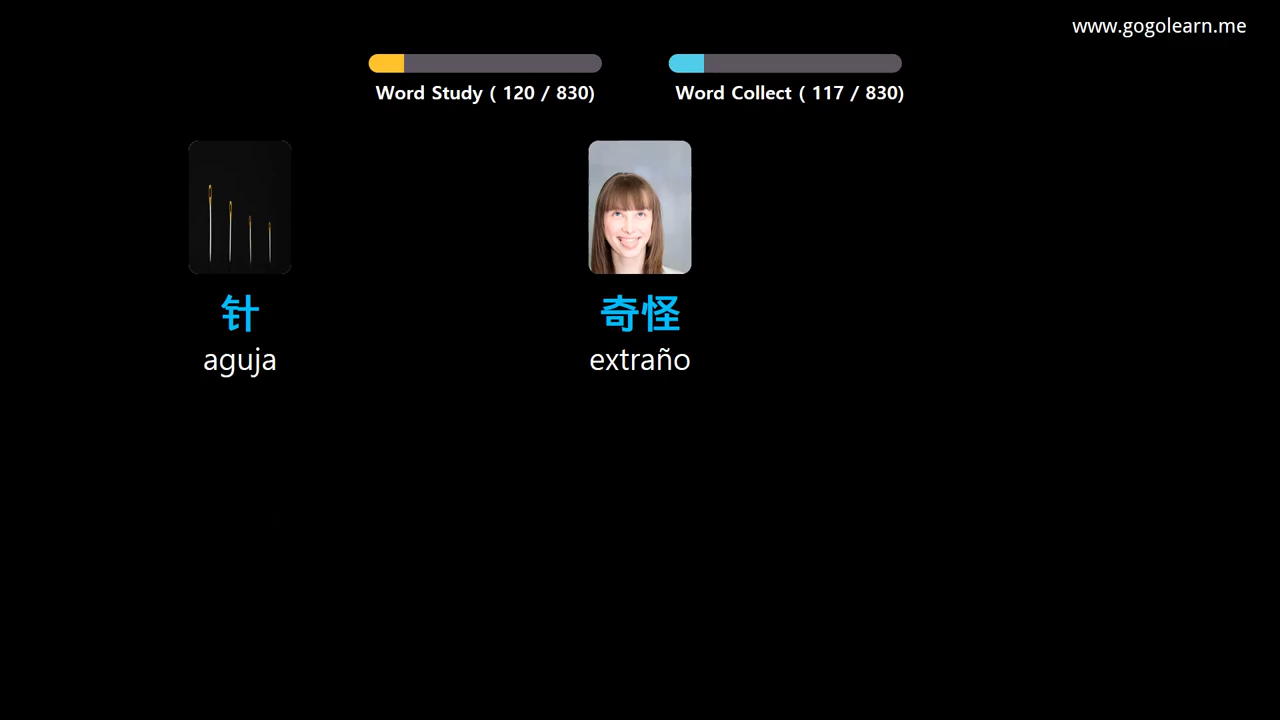 www.gogolearn.me
Word Study ( 120 / 830)
Word Collect ( 117 / 830)
针
aguja
奇怪
extraño